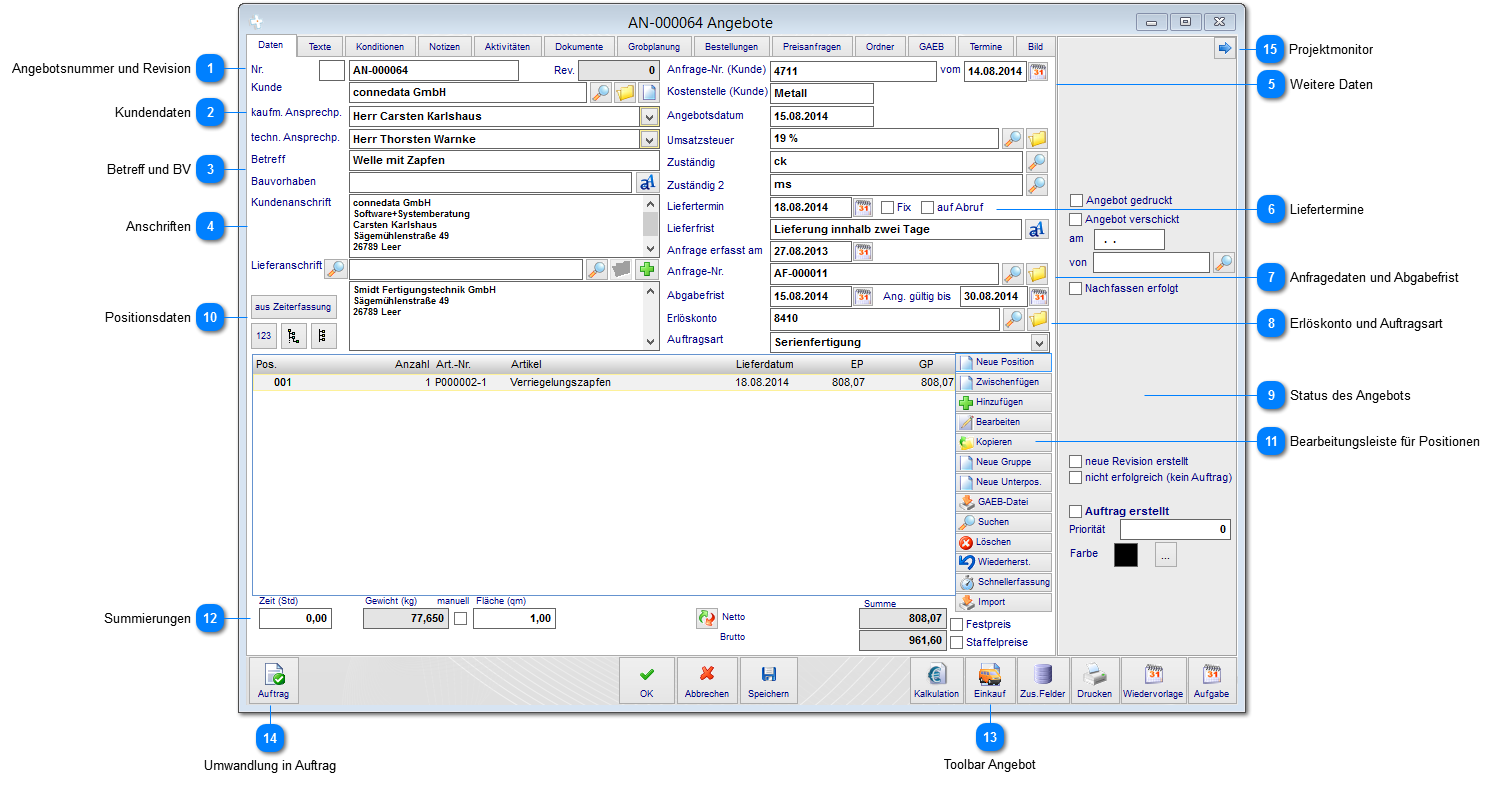 AN-000064 Angebote
Daten Texte Konditionen Notizen Aktivitäten Dokumente Grobplanung Bestellungen Preisanfragen Ordner GAEB Termine Bild
15 Projektmonitor
Angebotsnummer und Revision 1
Nr. AN-000064 Rev. 0
Anfrage-Nr. (Kunde) 4711 vom 14.08.2014 31
5 Weitere Daten
Kunde connedata GmbH
Kostenstelle (Kunde) Metall
Kundendaten 2
kaufm. Ansprechp. Herr Carsten Karlshaus
Angebotsdatum 15.08.2014
techn. Ansprechp. Herr Thorsten Warnke
Umsatzsteuer 19 %
Betreff und BV 3
Betreff Welle mit Zapfen
Zuständig ck
Bauvorhaben
Zuständig 2 ms
Anschriften 4
Kundenanschrift
connedata GmbH
Software+Systemberatung
Carsten Karlshaus
Sägemühlenstraße 49
26789 Leer
Liefertermin 18.08.2014 31 Fix auf Abruf
6 Liefertermine
Lieferfrist Lieferung innhalb zwei Tage
Anfrage erfasst am 27.08.2013 31
Lieferanschrift
Anfrage-Nr. AF-000011
7 Anfragedaten und Abgabefrist
Smidt Fertigungstechnik GmbH
Sägemühlenstraße 49
26789 Leer
Abgabefrist 15.08.2014 31 Ang. gültig bis 30.08.2014 31
Positionsdaten 10
aus Zeiterfassung
123
Erlöskonto 8410
8 Erlöskonto und Auftragsart
Auftragsart Serienfertigung
Angebot gedruckt
Angebot verschickt
am . .
von
Nachfassen erfolgt
9 Status des Angebots
Pos. Anzahl Art.-Nr. Artikel Lieferdatum EP GP
001 1 P000002-1 Verriegelungszapfen 18.08.2014 808,07 808,07
Neue Position
Zwischenfügen
Hinzufügen
Bearbeiten
Kopieren
11 Bearbeitungsleiste für Positionen
Neue Gruppe
Neue Unterpos.
GAEB-Datei
Suchen
Löschen
Wiederherst.
Schnellerfassung
Import
neue Revision erstellt
nicht erfolgreich (kein Auftrag)
Auftrag erstellt
Priorität 0
Farbe ...
Summierungen 12
Zeit (Std) Gewicht (kg) manuell Fläche (qm) Summe
0,00 77,650 1,00 Netto 808,07 Festpreis
Brutto 961,60 Staffelpreise
Auftrag OK Abbrechen Speichern Kalkulation Einkauf Zus.Felder Drucken 31 Wiedervorlage 31 Aufgabe
14
Umwandlung in Auftrag
13
Toolbar Angebot